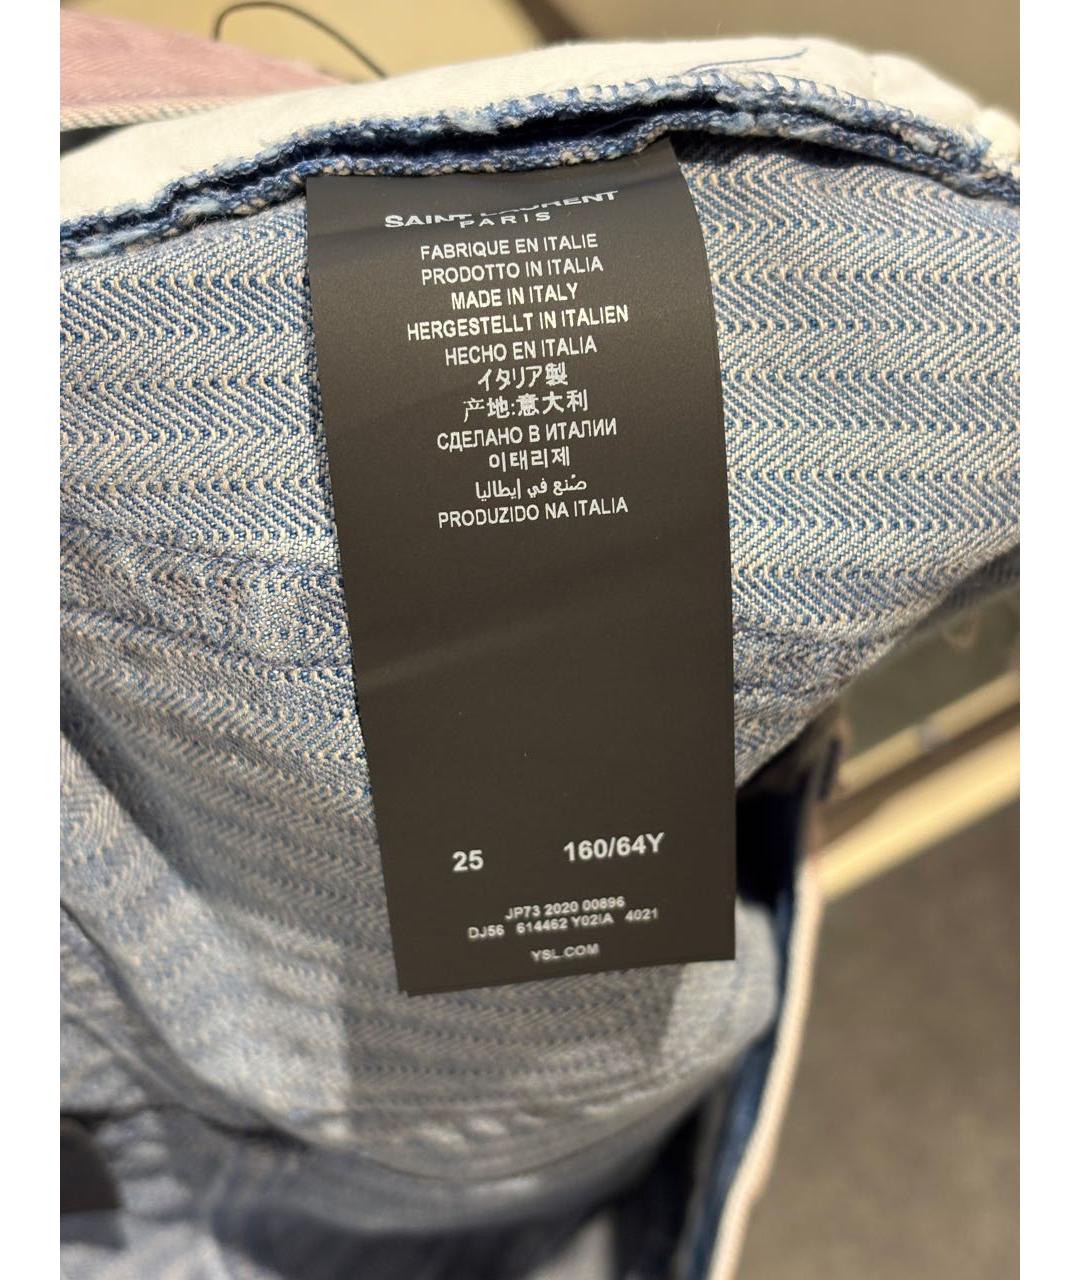 SAINT LAURENT
PARIS
FABRIQUE EN ITALIE
PRODOTTO IN ITALIA
MADE IN ITALY
HERGESTELLT IN ITALIEN
HECHO EN ITALIA
イタリア製
产地:意大利
СДЕЛАНО В ИТАЛИИ
이태리제
صُنع في إيطاليا
PRODUZIDO NA ITALIA
25 160/64Y
JP73 2020 00896
DJ56 614462 Y02IA 4021
YSL.COM